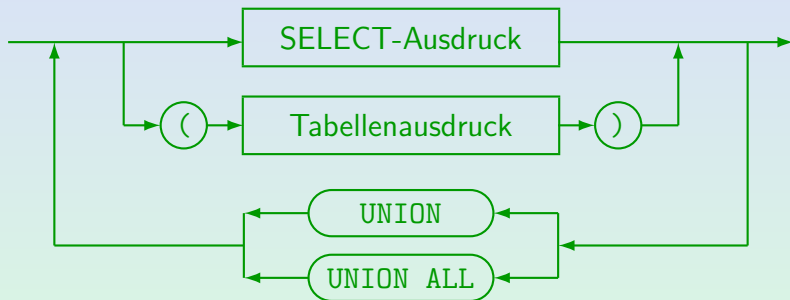 SELECT-Ausdruck
( Tabellenausdruck )
UNION
UNION ALL